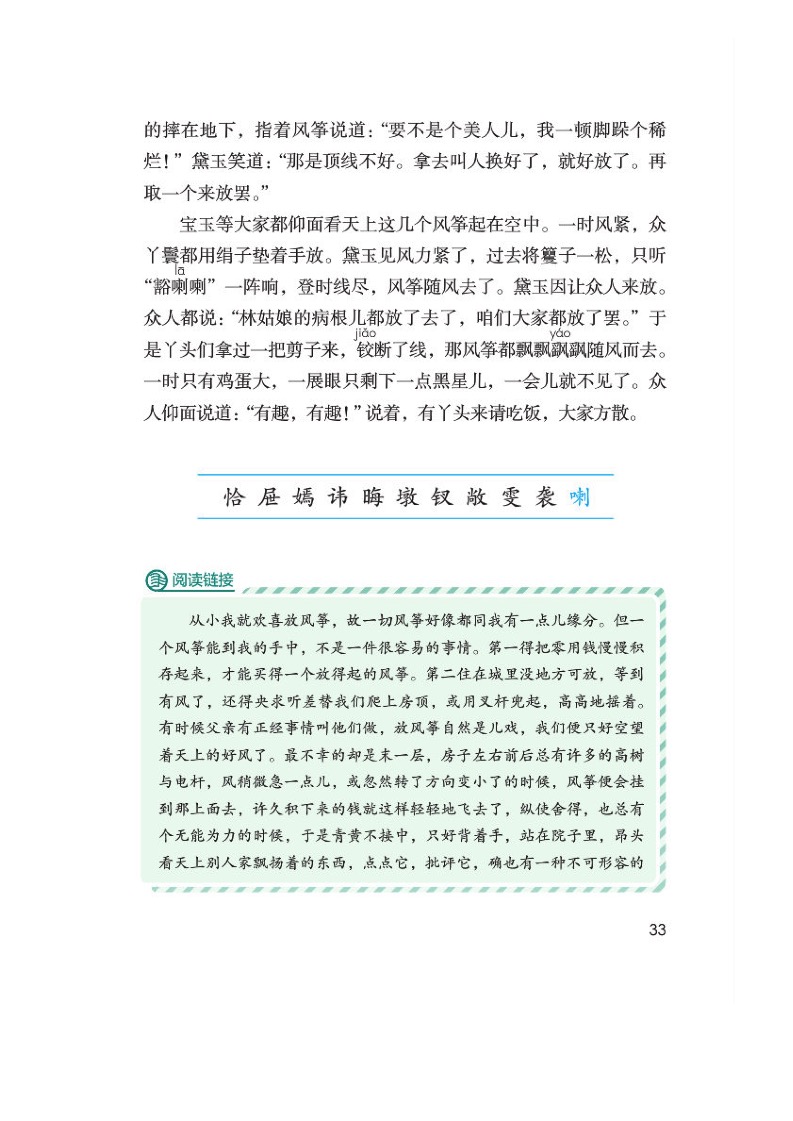 的摔在地下，指着风筝说道：“要不是个美人儿，我一顿脚跺个稀
烂！”黛玉笑道：“那是顶线不好。拿去叫人换好了，就好放了。再
取一个来放罢。”
宝玉等大家都仰面看天上这几个风筝起在空中。一时风紧，众
丫鬟都用绢子垫着手放。黛玉见风力紧了，过去将籰子一松，只听
lā
“豁喇喇”一阵响，登时线尽，风筝随风去了。黛玉因让众人来放。
众人都说：“林姑娘的病根儿都放了去了，咱们大家都放了罢。”于
jiǎo yáo
是丫头们拿过一把剪子来，铰断了线，那风筝都飘飘飖飖随风而去。
一时只有鸡蛋大，一展眼只剩下一点黑星儿，一会儿就不见了。众
人仰面说道：“有趣，有趣！”说着，有丫头来请吃饭，大家方散。
恰 屉 嫣 讳 晦 墩 钗 敞 雯 袭 喇
阅读链接
从小我就欢喜放风筝，故一切风筝好像都同我有一点儿缘分。但一
个风筝能到我的手中，不是一件很容易的事情。第一得把零用钱慢慢积
存起来，才能买得一个放得起的风筝。第二住在城里没地方可放，等到
有风了，还得央求听差替我们爬上房顶，或用叉杆兜起，高高地摇着。
有时候父亲有正经事情叫他们做，放风筝自然是儿戏，我们便只好空望
着天上的好风了。最不幸的却是末一层，房子左右前后总有许多的高树
与电杆，风稍微急一点儿，或忽然转了方向变小了的时候，风筝便会挂
到那上面去，许久积下来的钱就这样轻轻地飞去了，纵使舍得，也总有
个无能为力的时候，于是青黄不接中，只好背着手，站在院子里，昂头
看天上别人家飘扬着的东西，点点它，批评它，确也有一种不可形容的
33